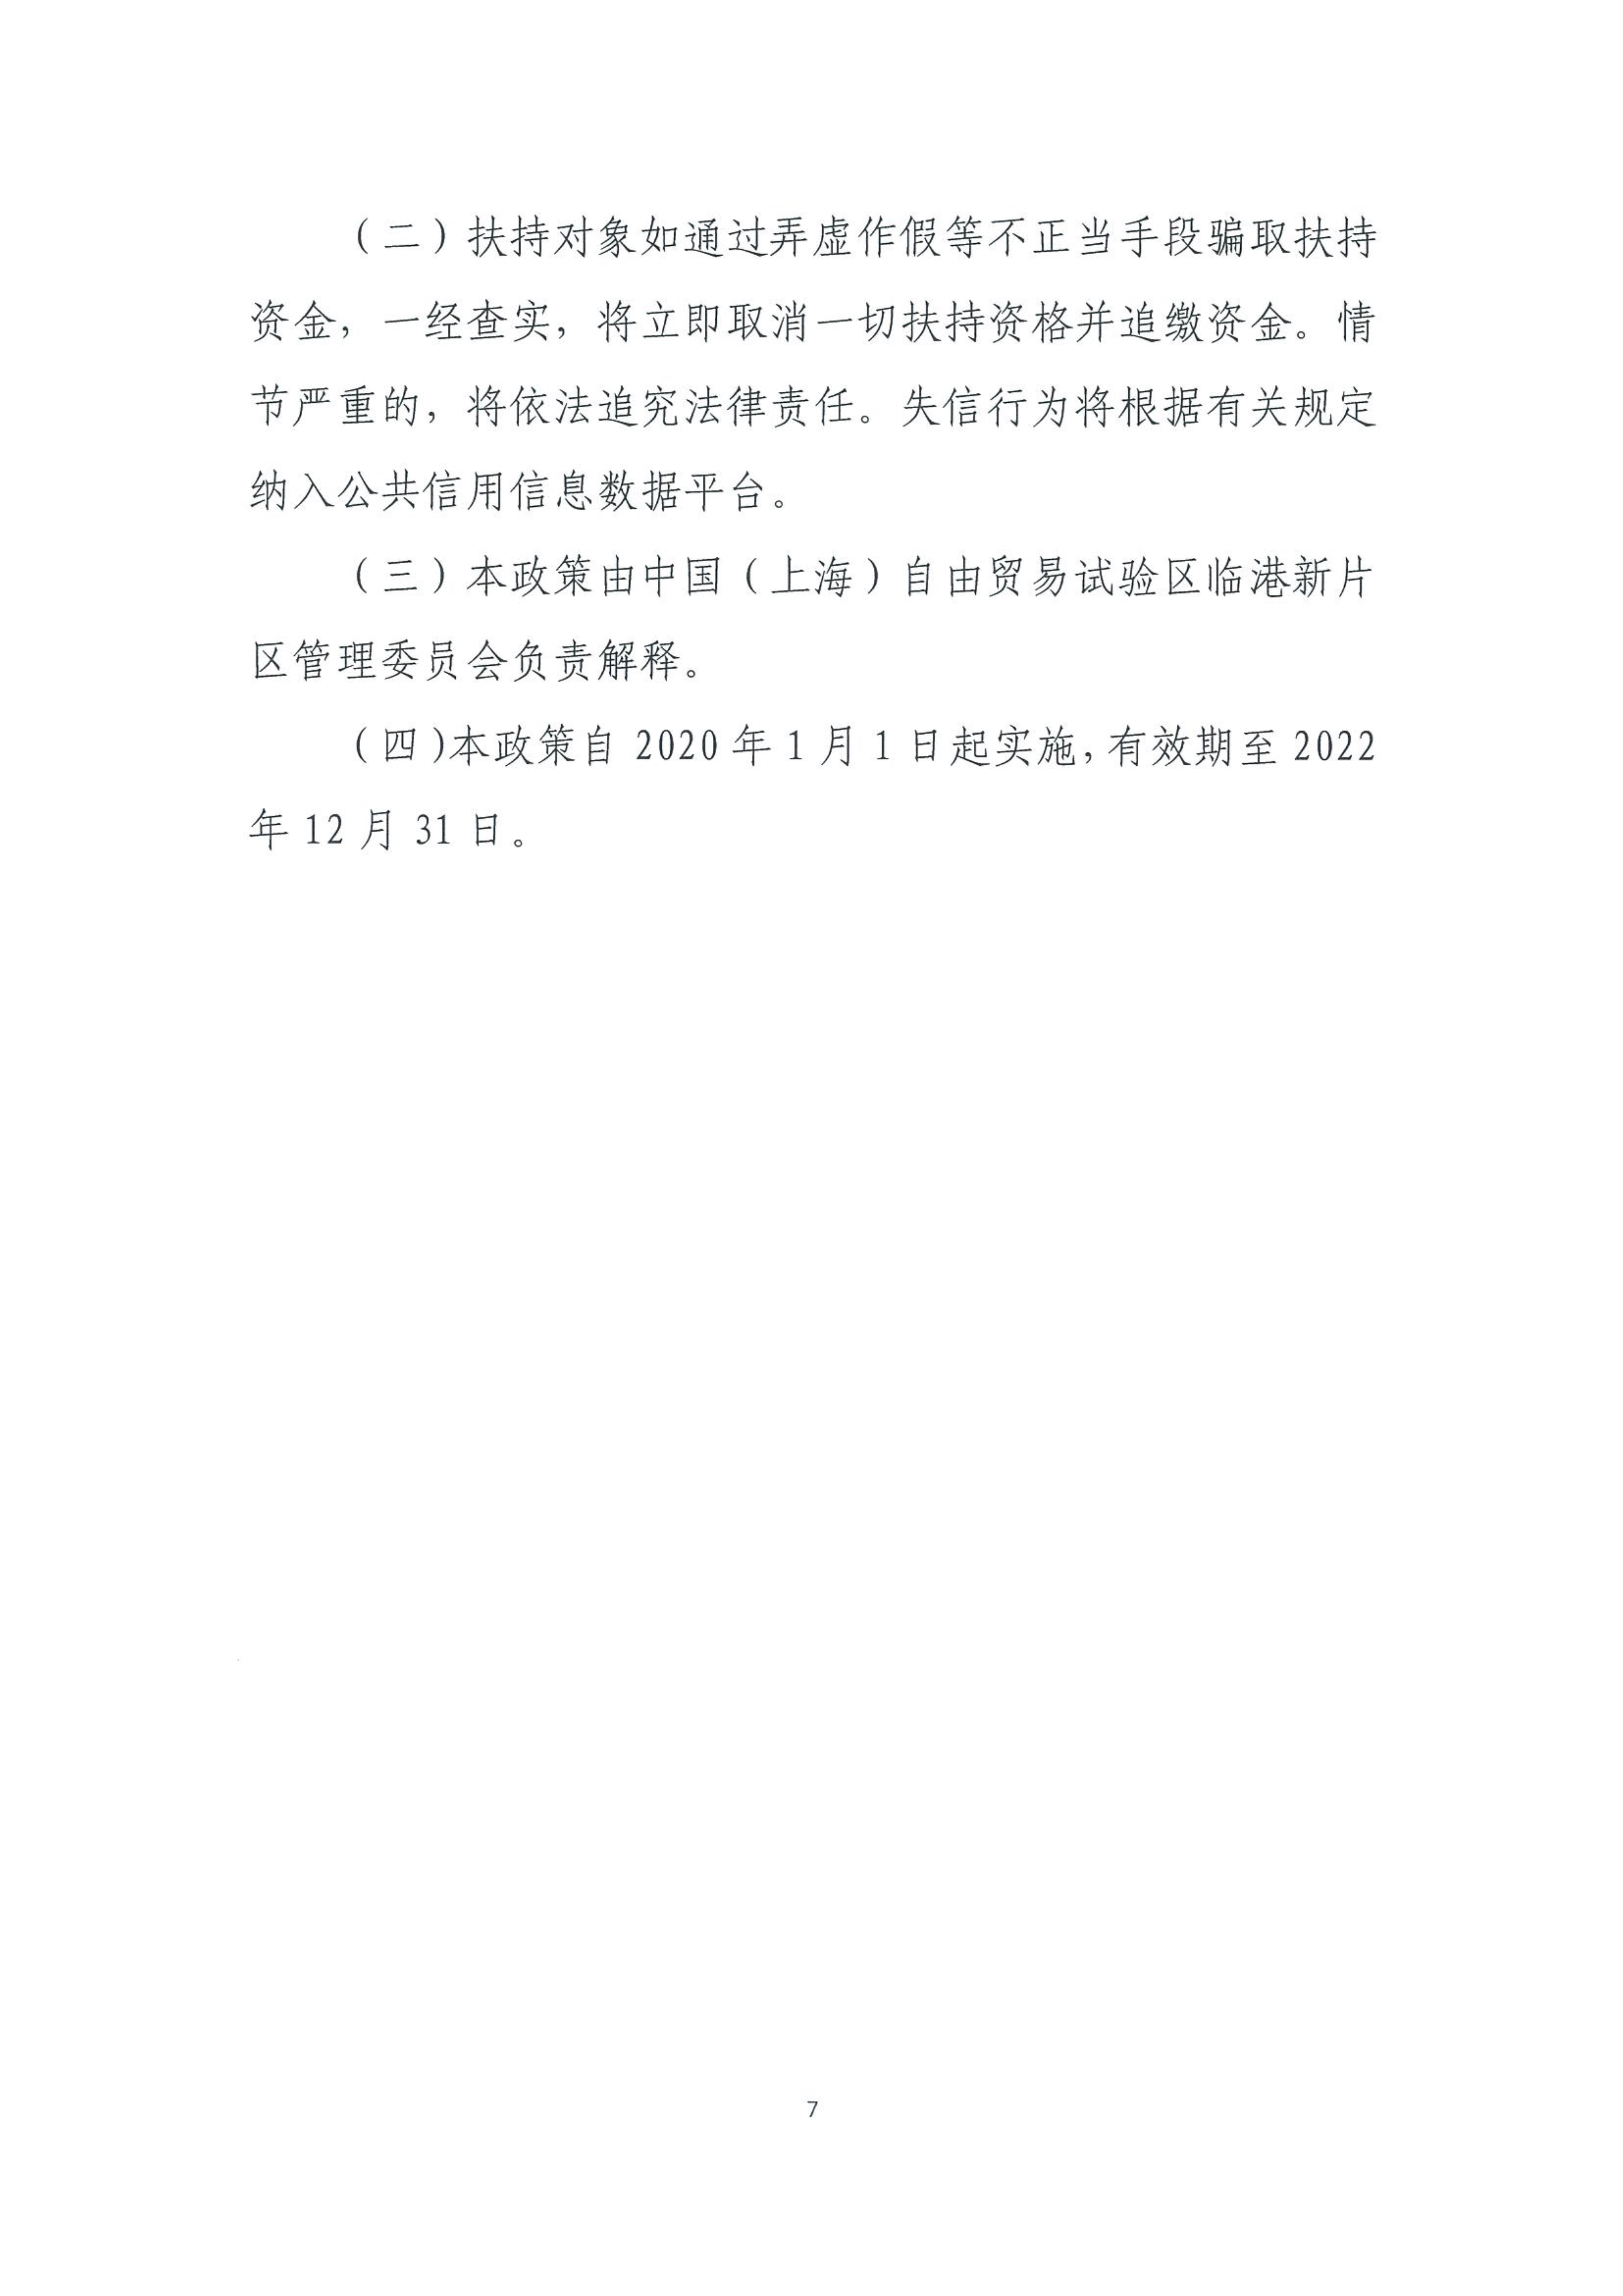 （二）扶持对象如通过弄虚作假等不正当手段骗取扶持
资金，一经查实，将立即取消一切扶持资格并追缴资金。情
节严重的，将依法追究法律责任。失信行为将根据有关规定
纳入公共信用信息数据平台。
（三）本政策由中国（上海）自由贸易试验区临港新片
区管理委员会负责解释。
（四)本政策自 2020 年 1 月 1 日起实施，有效期至 2022
年 12 月 31 日。
7